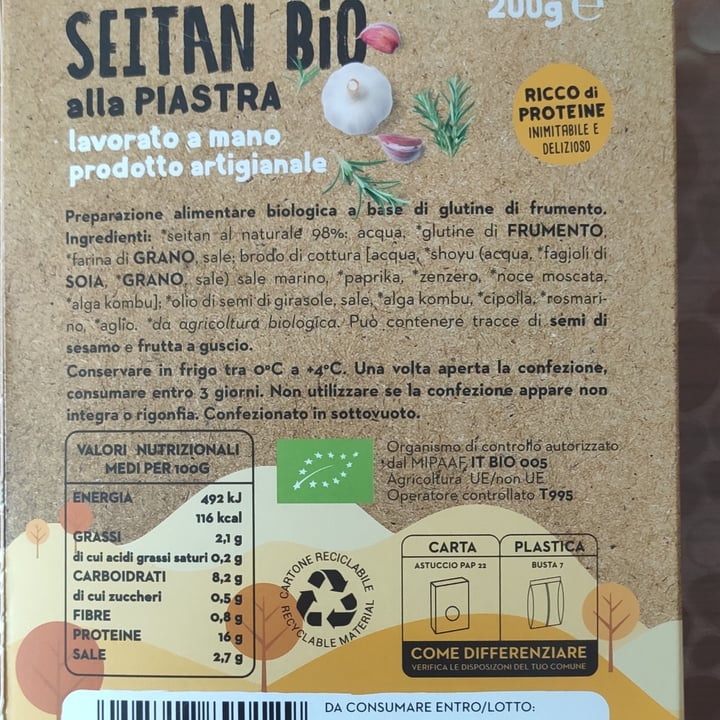 200g e
SEITAN BiO
alla PIASTRA
lavorato a mano
prodotto artigianale
RICCO di
PROTEINE
INIMITABILE E
DELIZIOSO
Preparazione alimentare biologica a base di glutine di frumento.
Ingredienti: *seitan al naturale 98%: acqua, *glutine di FRUMENTO,
*farina di GRANO, sale; brodo di cottura [acqua, *shoyu (acqua, *fagioli di
SOIA, *GRANO, sale) sale marino, *paprika, *zenzero, *noce moscata,
*alga kombu]; *olio di semi di girasole, sale, *alga kombu, *cipolla, *rosmari-
no, *aglio. *da agricoltura biologica. Può contenere tracce di semi di
sesamo e frutta a guscio.
Conservare in frigo tra 0°C a +4°C. Una volta aperta la confezione,
consumare entro 3 giorni. Non utilizzare se la confezione appare non
integra o rigonfia. Confezionato in sottovuoto.
VALORI NUTRIZIONALI
MEDI PER 100G
ENERGIA 492 kJ
116 kcal
GRASSI 2,1 g
di cui acidi grassi saturi 0,2 g
CARBOIDRATI 8,2 g
di cui zuccheri 0,5 g
FIBRE 0,8 g
PROTEINE 16 g
SALE 2,7 g
Organismo di controllo autorizzato
dal MIPAAF, IT BIO 005
Agricoltura UE/non UE
Operatore controllato T995
CARTONE RICICLABILE
RECYCLABLE MATERIAL
CARTA PLASTICA
ASTUCCIO PAP 22 BUSTA 7
COME DIFFERENZIARE
VERIFICA LE DISPOSIZIONI DEL TUO COMUNE
DA CONSUMARE ENTRO/LOTTO: